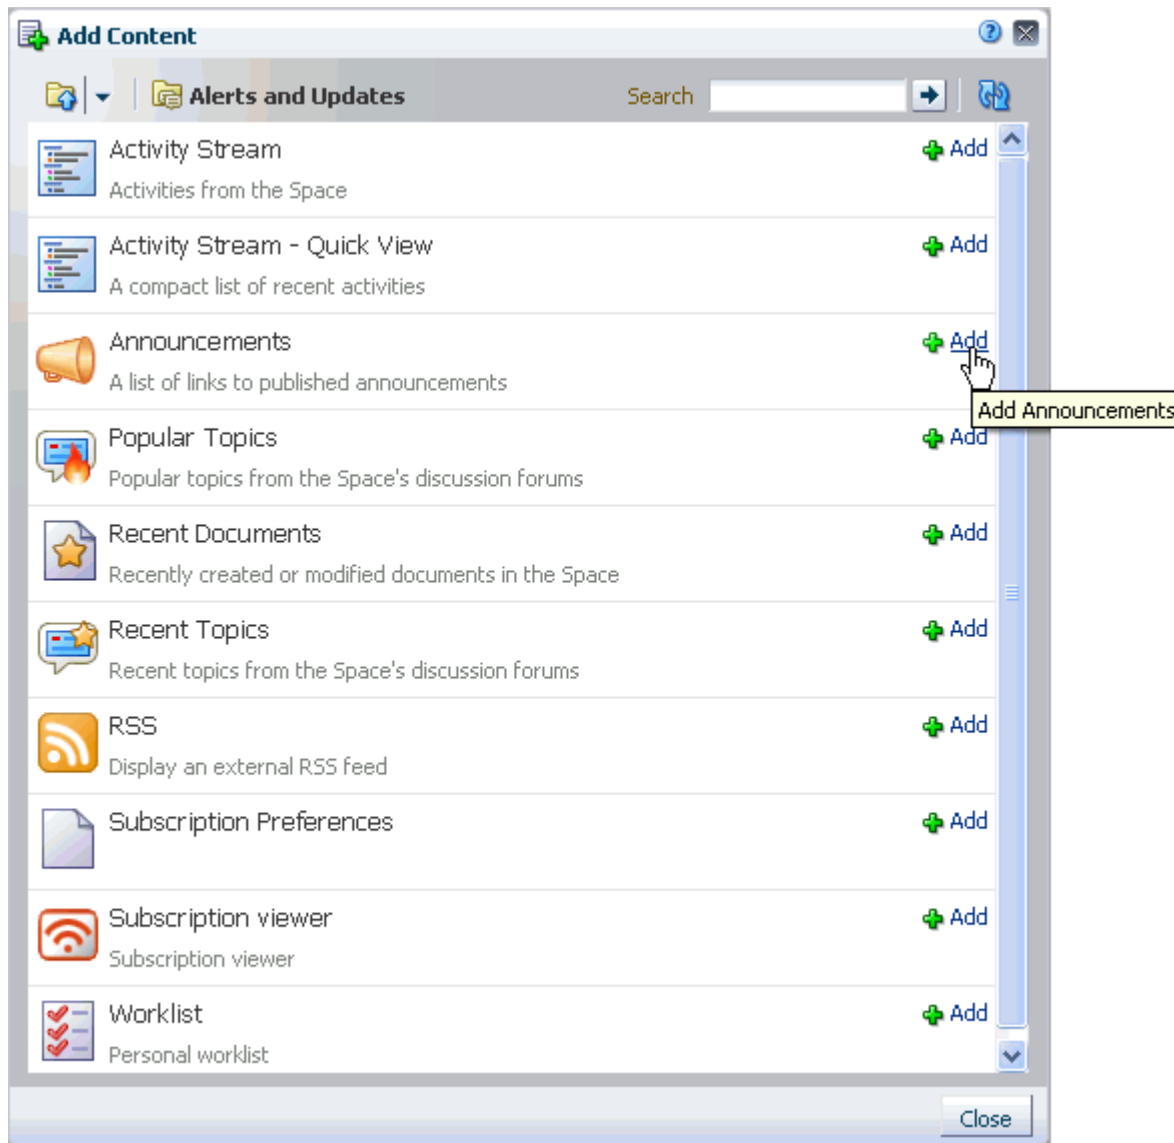 Add Content
Alerts and Updates Search
Activity Stream Add
Activities from the Space
Activity Stream - Quick View Add
A compact list of recent activities
Announcements Add
A list of links to published announcements
Add Announcements
Popular Topics Add
Popular topics from the Space's discussion forums
Recent Documents Add
Recently created or modified documents in the Space
Recent Topics Add
Recent topics from the Space's discussion forums
RSS Add
Display an external RSS feed
Subscription Preferences Add
Subscription viewer Add
Subscription viewer
Worklist Add
Personal worklist
Close